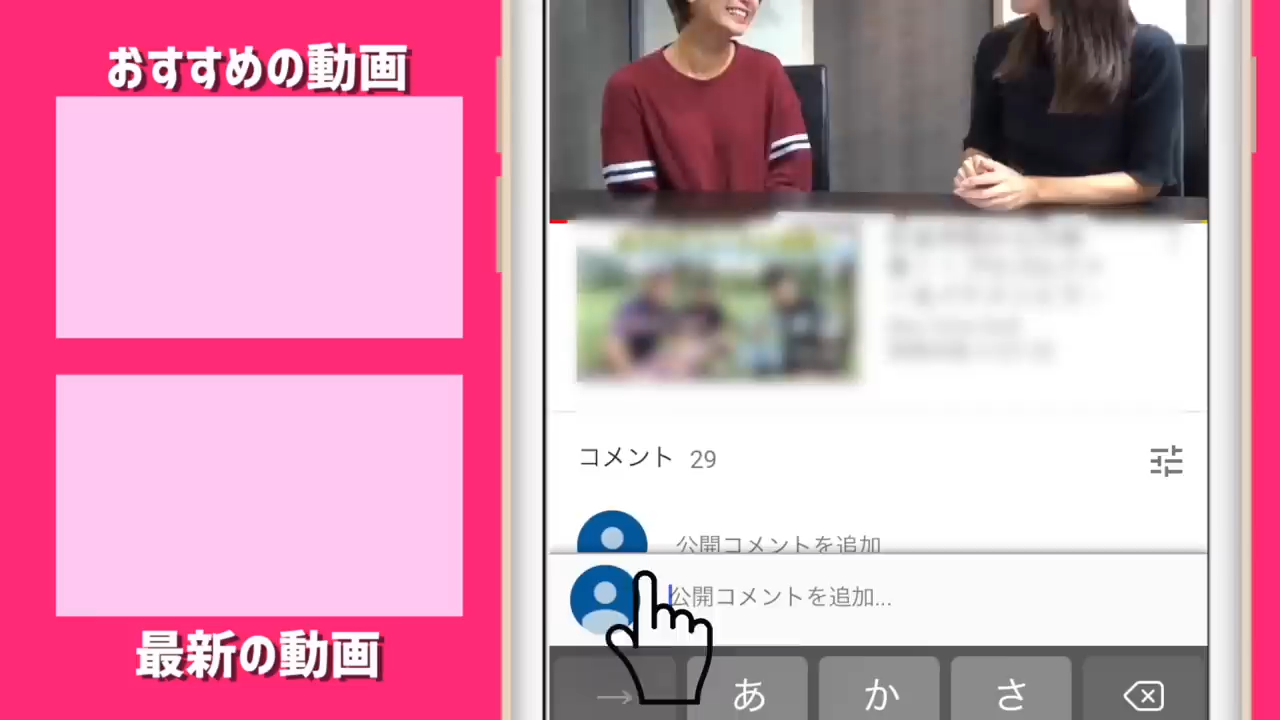 おすすめの動画
最新の動画
コメント 29
公開コメントを追加
公開コメントを追加...
→ あ か さ